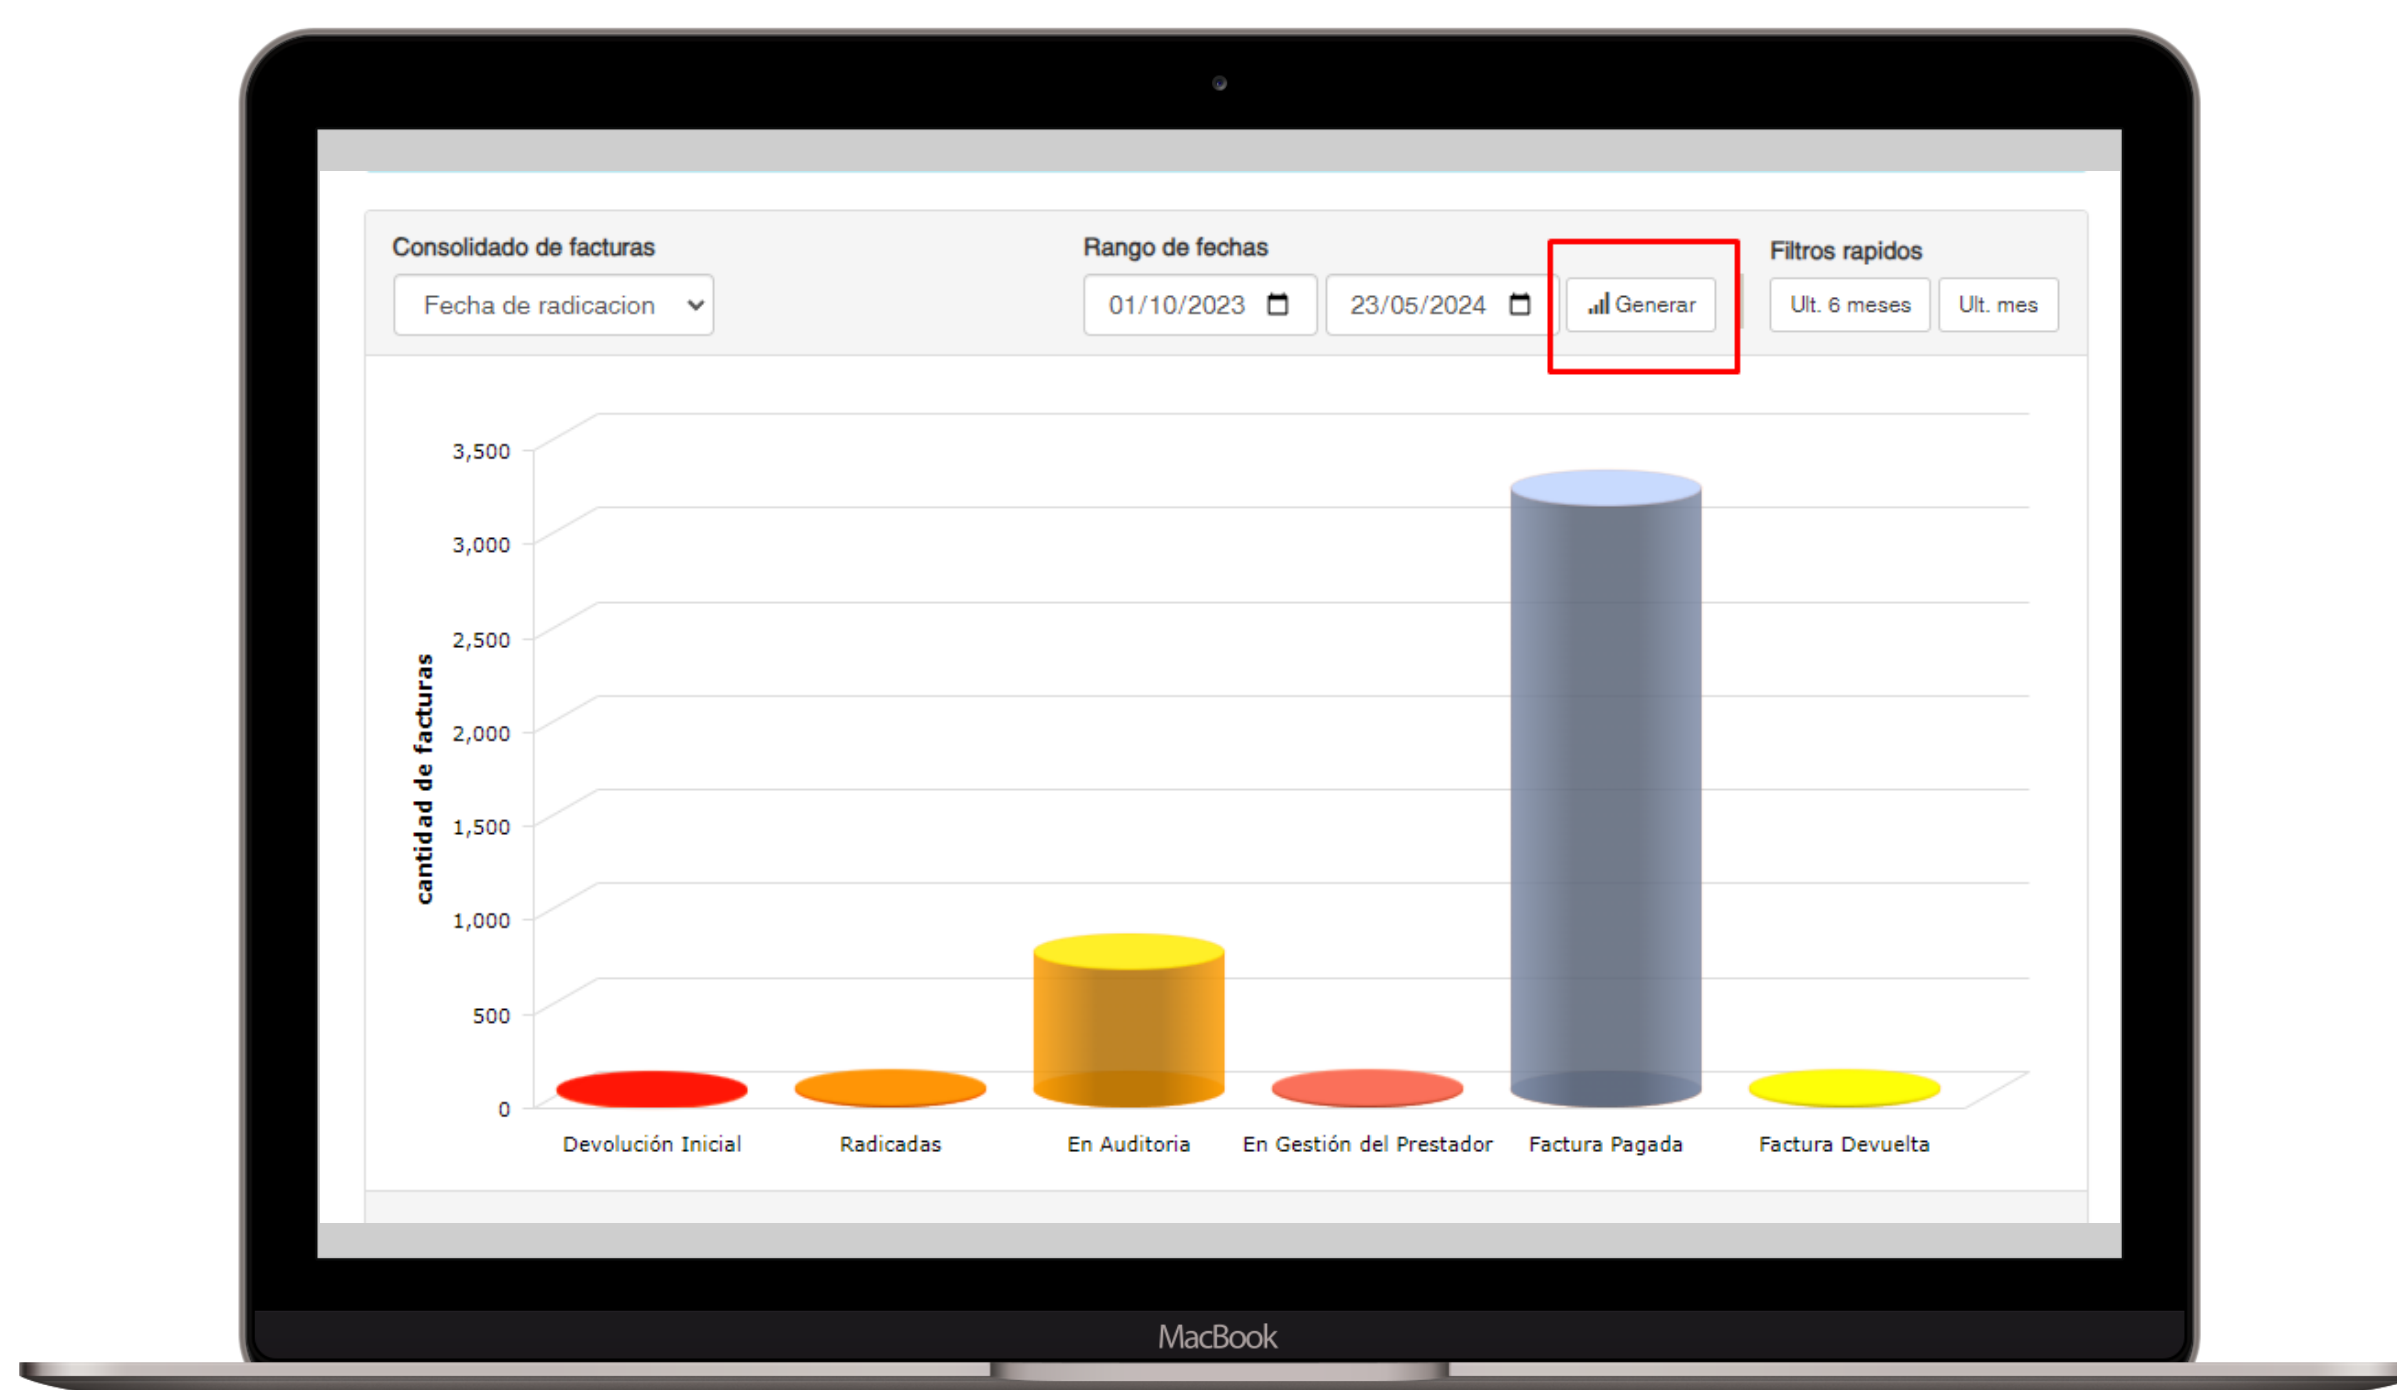 Consolidado de facturas
Rango de fechas
Filtros rapidos
Fecha de radicacion
01/10/2023
23/05/2024
Generar
Ult. 6 meses
Ult. mes
cantidad de facturas
3,500
3,000
2,500
2,000
1,500
1,000
500
0
Devolución Inicial
Radicadas
En Auditoria
En Gestión del Prestador
Factura Pagada
Factura Devuelta
MacBook